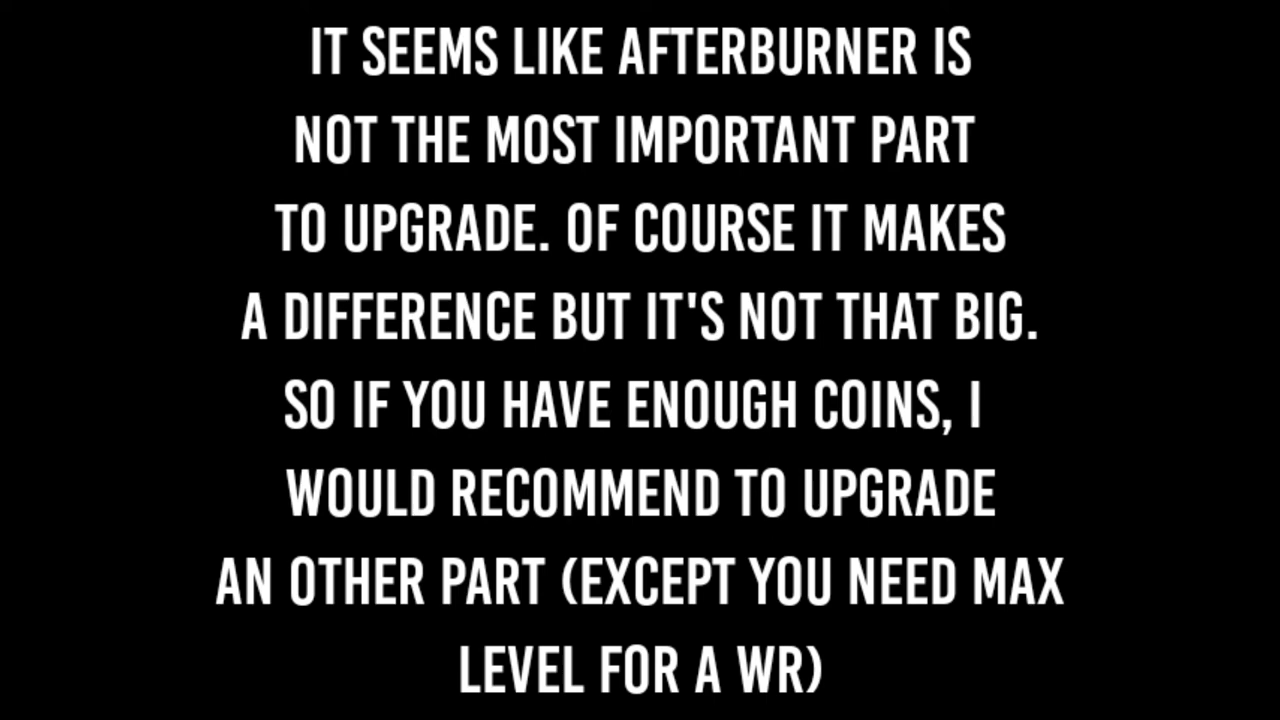 IT SEEMS LIKE AFTERBURNER IS
NOT THE MOST IMPORTANT PART
TO UPGRADE. OF COURSE IT MAKES
A DIFFERENCE BUT IT'S NOT THAT BIG.
SO IF YOU HAVE ENOUGH COINS, I
WOULD RECOMMEND TO UPGRADE
AN OTHER PART (EXCEPT YOU NEED MAX
LEVEL FOR A WR)